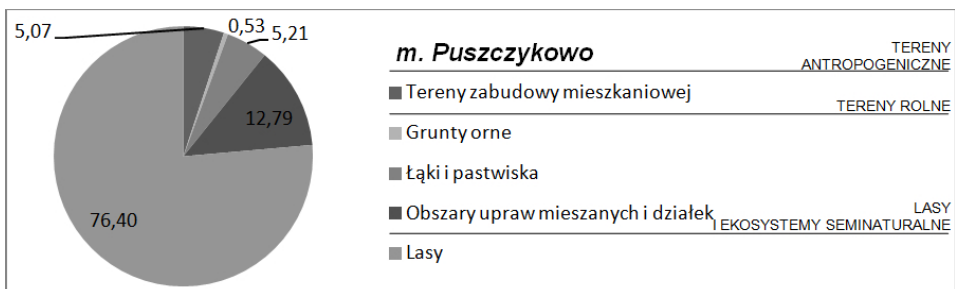 5,07
0,53
5,21
12,79
76,40
m. Puszczykowo
TERENY
ANTROPOGENICZNE
Tereny zabudowy mieszkaniowej
TERENY ROLNE
Grunty orne
Łąki i pastwiska
Obszary upraw mieszanych i działek
LASY
I EKOSYSTEMY SEMINATURALNE
Lasy